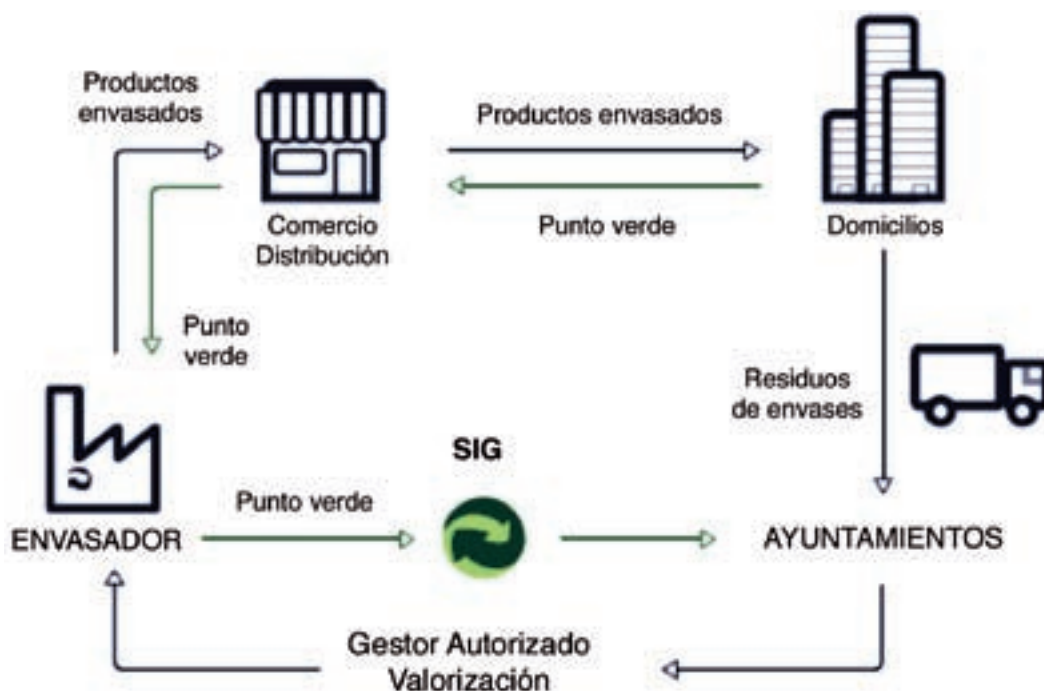 Productos
envasados
Productos envasados
Comercio
Distribución
Punto verde
Domicilios
Punto
verde
Residuos
de envases
SIG
Punto verde
ENVASADOR
AYUNTAMIENTOS
Gestor Autorizado
Valorización